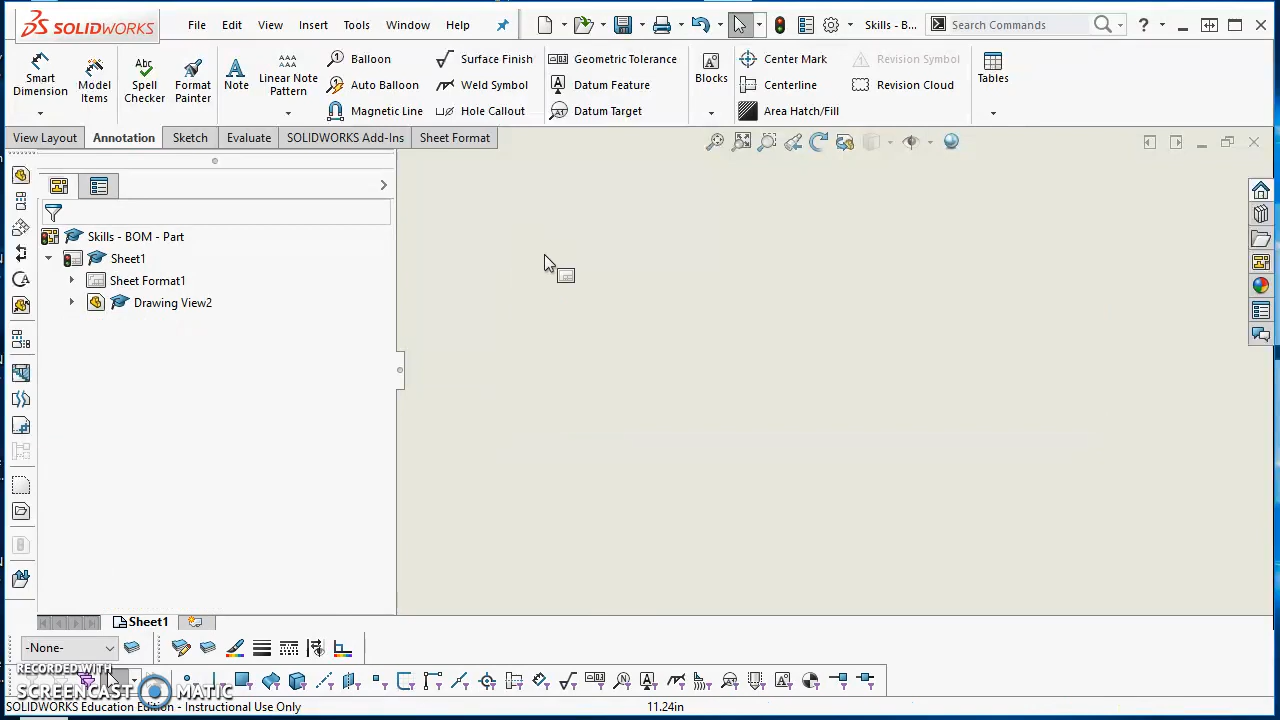 SOLIDWORKS
File Edit View Insert Tools Window Help
Skills - B...
Search Commands
Smart Dimension
Model Items
Abc
Spell Checker
Format Painter
Note
Linear Note Pattern
Balloon
Auto Balloon
Magnetic Line
Surface Finish
Weld Symbol
Hole Callout
Geometric Tolerance
Datum Feature
Datum Target
Blocks
Center Mark
Centerline
Area Hatch/Fill
Revision Symbol
Revision Cloud
Tables
View Layout Annotation Sketch Evaluate SOLIDWORKS Add-Ins Sheet Format
Skills - BOM - Part
Sheet1
Sheet Format1
Drawing View2
Sheet1
-None-
RECORDED WITH
SCREENCAST MATIC
SOLIDWORKS Education Edition - Instructional Use Only
11.24in